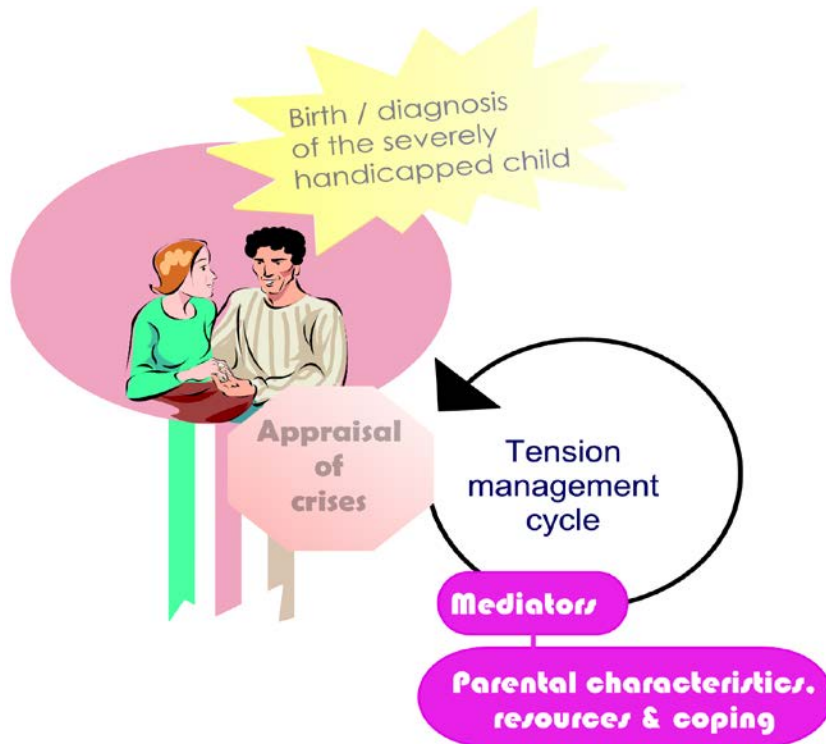 Birth / diagnosis
of the severely
handicapped child
Appraisal
of
crises
Tension
management
cycle
Mediators
Parental characteristics,
resources & coping